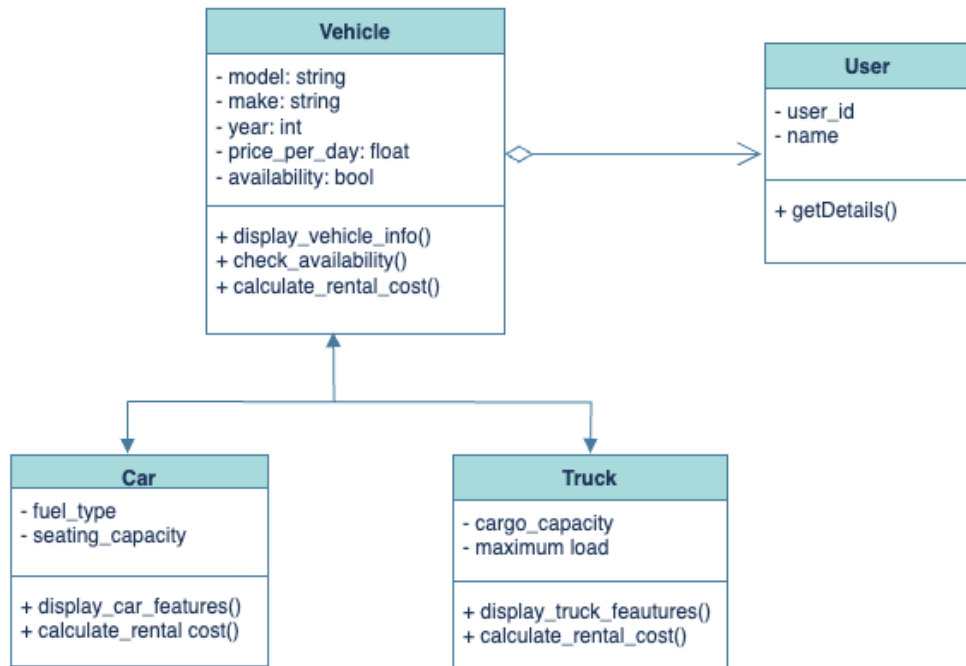 Vehicle
- model: string
- make: string
- year: int
- price_per_day: float
- availability: bool
+ display_vehicle_info()
+ check_availability()
+ calculate_rental_cost()
User
- user_id
- name
+ getDetails()
Car
- fuel_type
- seating_capacity
+ display_car_features()
+ calculate_rental cost()
Truck
- cargo_capacity
- maximum load
+ display_truck_feautures()
+ calculate_rental_cost()